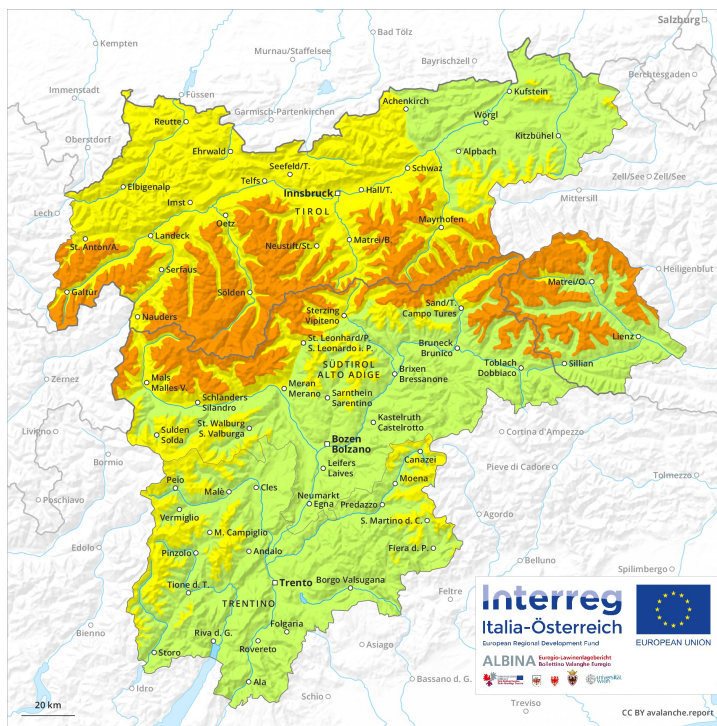 Salzburg
Kempten
Bad Tölz
Murnau/Staffelsee
Bayrischzell
Berchtesgaden
Immenstadt
Füssen
Garmisch-Partenkirchen
Achenkirch
Kufstein
Wörgl
Reutte
Oberstdorf
Ehrwald
Kitzbühel
Alpbach
Seefeld/T.
Schwaz
Telfs
Zell/See
Zell/See
Elbigenalp
Innsbruck
Hall/T.
Mittersill
Imst
Lech
TIROL
Oetz
Mayrhofen
Landeck
Neustift/St.
Matrei/B.
St. Anton/A.
Serfaus
Heiligenblut
Galtür
Sölden
Matrei/O.
Nauders
Sterzing
Vipiteno
Sand/T.
Campo Tures
St. Leonhard/P.
S. Leonardo i. P.
Lienz
Bruneck
Brunico
SÜDTIROL
ALTO ADIGE
Toblach
Dobbiaco
Sillian
Zernez
Mals
Malles V.
Meran
Merano
Brixen
Bressanone
Schlanders
Silandro
Sarnthein
Sarentino
St. Walburg
S. Valburga
Kastelruth
Castelrotto
Livigno
Sulden
Solda
Bozen
Bolzano
Cortina d'Ampezzo
Bormio
Canazei
Pieve di Cadore
Leifers
Laives
Poschiavo
Peio
Malè
Cles
Moena
Tolmezzo
Neumarkt
Egna
Predazzo
Vermiglio
Agordo
S. Martino d. C.
M. Campiglio
Edolo
Pinzolo
Andalo
Fiera d. P.
Belluno
Spilimbergo
Trento
Borgo Valsugana
Tione d. T.
Feltre
TRENTINO
Bienno
Folgaria
Riva d. G.
Rovereto
Asiago
Storo
Bassano d. G.
Idro
Ala
Schio
Treviso
20 km
Interreg
Italia-Österreich
European Regional Development Fund
EUROPEAN UNION
ALBINA Euregio-Lawinenlagebericht
Bollettino Valanghe Euregio
CC BY avalanche.report